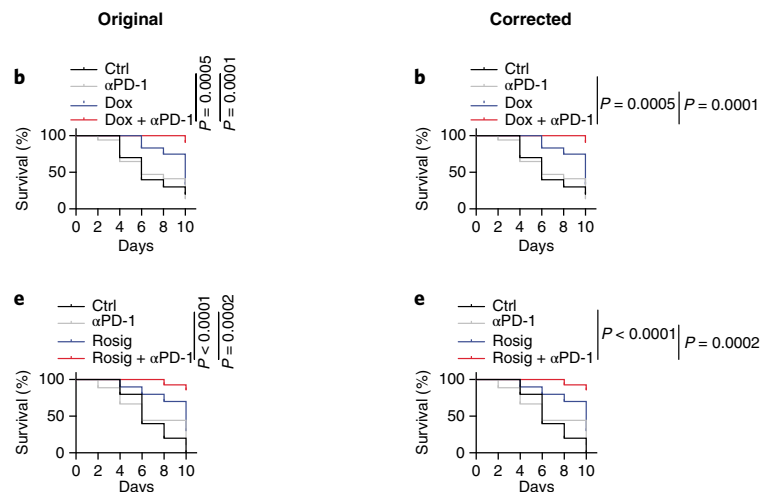 Original
Corrected
b
Ctrl
αPD-1
Dox
Dox + αPD-1
P = 0.0005
P = 0.0001
Survival (%)
100
50
0
0 2 4 6 8 10
Days
b
Ctrl
αPD-1
Dox
Dox + αPD-1
P = 0.0005
P = 0.0001
Survival (%)
100
50
0
0 2 4 6 8 10
Days
e
Ctrl
αPD-1
Rosig
Rosig + αPD-1
P < 0.0001
P = 0.0002
Survival (%)
100
50
0
0 2 4 6 8 10
Days
e
Ctrl
αPD-1
Rosig
Rosig + αPD-1
P < 0.0001
P = 0.0002
Survival (%)
100
50
0
0 2 4 6 8 10
Days